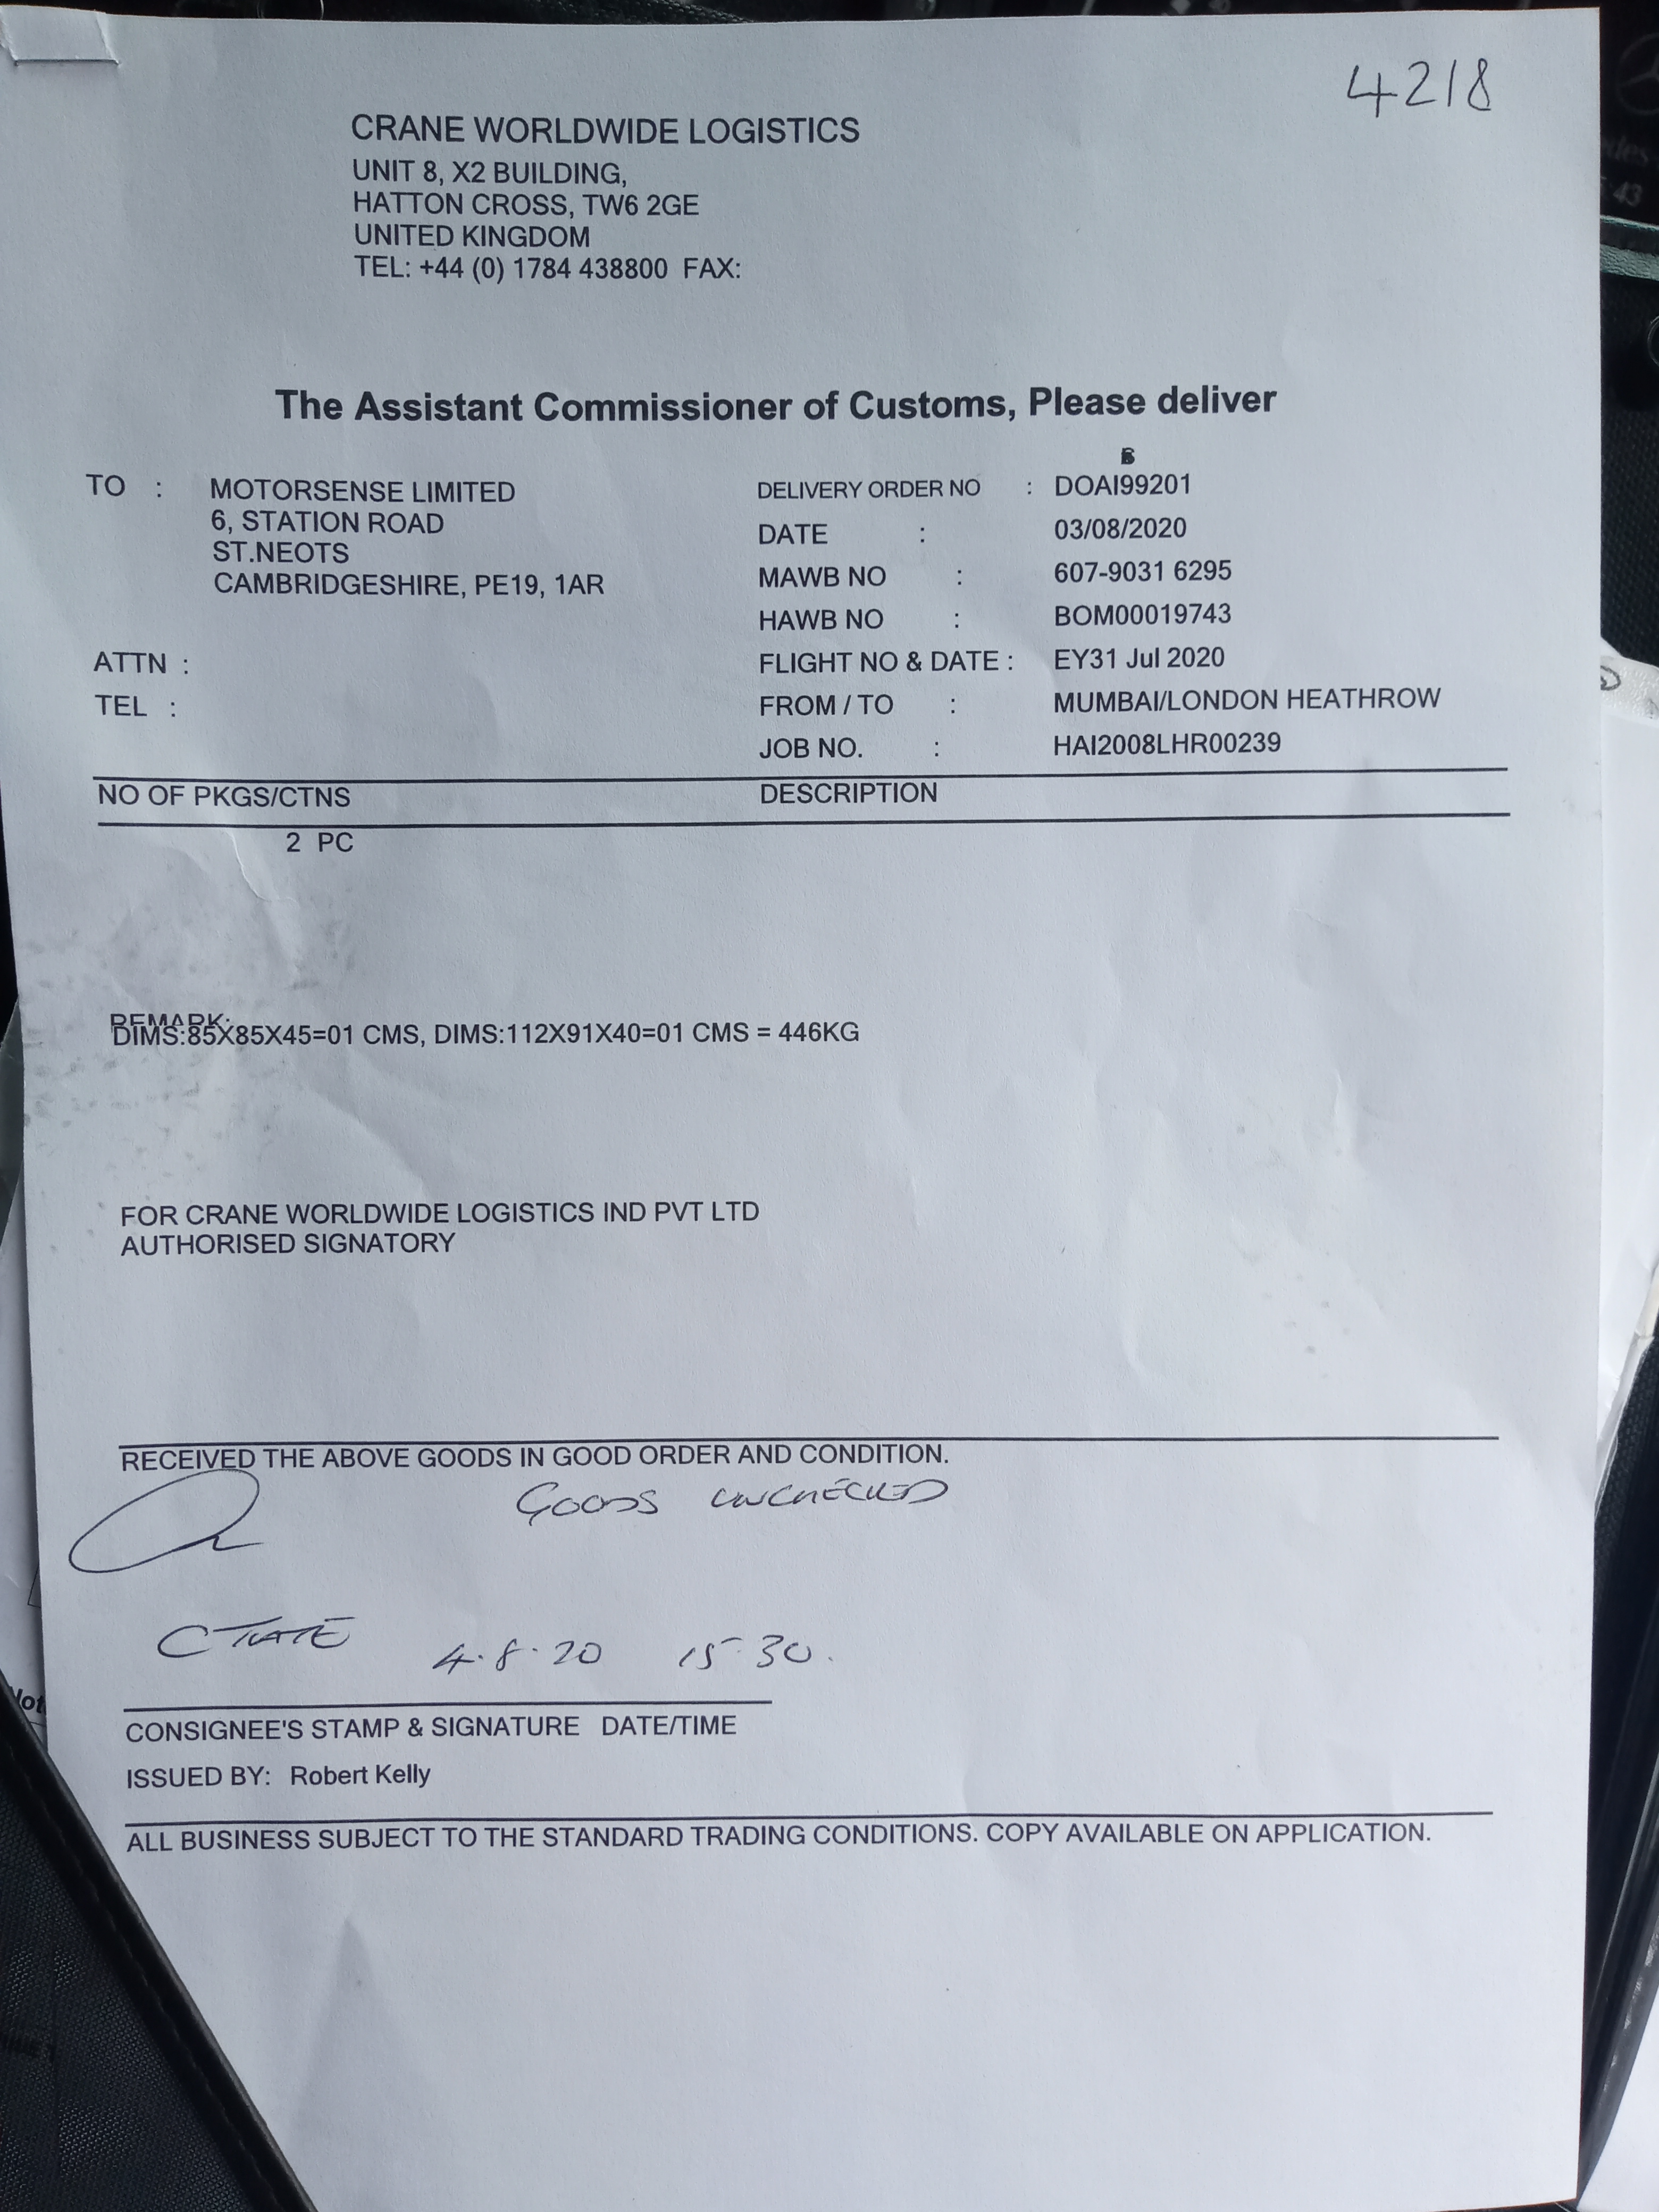 4218
CRANE WORLDWIDE LOGISTICS
UNIT 8, X2 BUILDING,
HATTON CROSS, TW6 2GE
UNITED KINGDOM
TEL: +44 (0) 1784 438800 FAX:
The Assistant Commissioner of Customs, Please deliver
TO : MOTORSENSE LIMITED
6, STATION ROAD
ST.NEOTS
CAMBRIDGESHIRE, PE19, 1AR
ATTN :
TEL :
DELIVERY ORDER NO : DOAI99201
DATE : 03/08/2020
MAWB NO : 607-9031 6295
HAWB NO : BOM00019743
FLIGHT NO & DATE : EY31 Jul 2020
FROM / TO : MUMBAI/LONDON HEATHROW
JOB NO. : HAI2008LHR00239
NO OF PKGS/CTNS DESCRIPTION
2 PC
REMARK:
DIMS:85X85X45=01 CMS, DIMS:112X91X40=01 CMS = 446KG
FOR CRANE WORLDWIDE LOGISTICS IND PVT LTD
AUTHORISED SIGNATORY
RECEIVED THE ABOVE GOODS IN GOOD ORDER AND CONDITION.
GOODS UNCHECKED
C TATE 4.8.20 15-30.
CONSIGNEE'S STAMP & SIGNATURE DATE/TIME
ISSUED BY: Robert Kelly
ALL BUSINESS SUBJECT TO THE STANDARD TRADING CONDITIONS. COPY AVAILABLE ON APPLICATION.